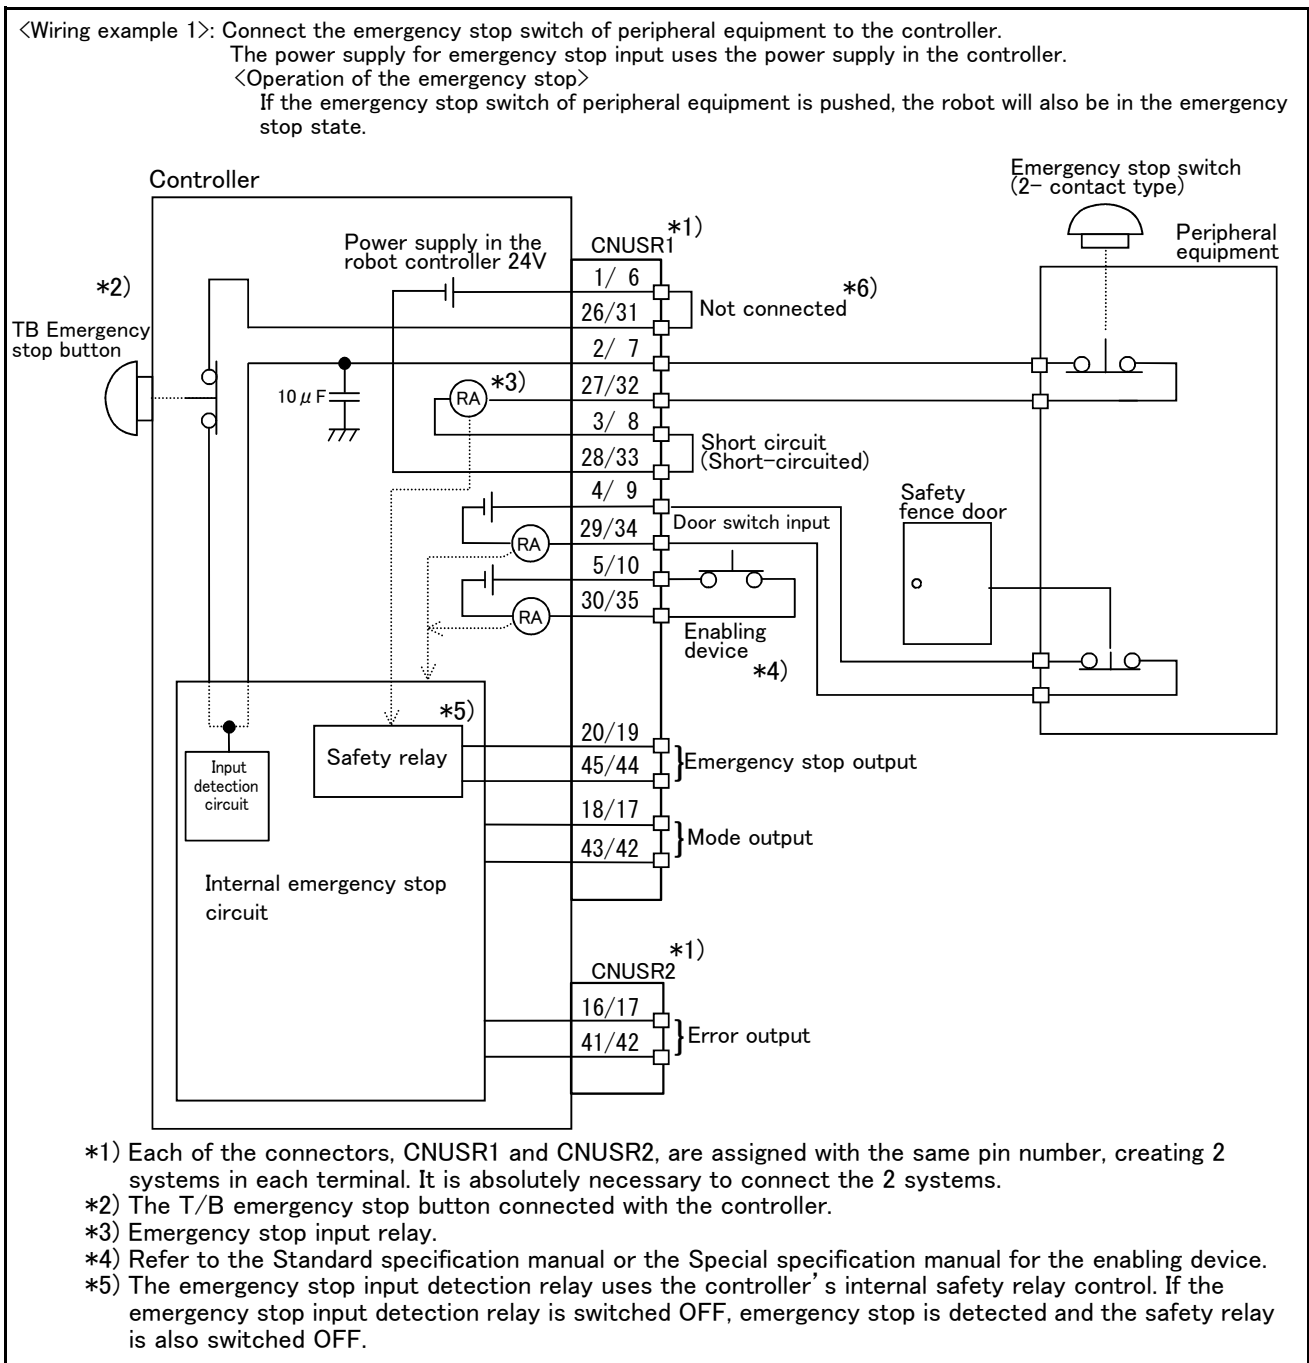 <Wiring example 1>: Connect the emergency stop switch of peripheral equipment to the controller.
The power supply for emergency stop input uses the power supply in the controller.
<Operation of the emergency stop>
If the emergency stop switch of peripheral equipment is pushed, the robot will also be in the emergency
stop state.
Emergency stop switch
(2- contact type)
Controller
Peripheral
equipment
*1)
CNUSR1
Power supply in the
robot controller 24V
1/ 6
*2)
Not connected
*6)
26/31
TB Emergency
stop button
2/ 7
10μF
RA
*3)
27/32
3/ 8
Short circuit
(Short-circuited)
28/33
4/ 9
Safety
fence door
Door switch input
29/34
RA
5/10
30/35
RA
Enabling
device
*4)
*5)
20/19
Safety relay
Emergency stop output
45/44
Input
detection
circuit
18/17
Mode output
43/42
Internal emergency stop
circuit
*1)
CNUSR2
16/17
Error output
41/42
*1) Each of the connectors, CNUSR1 and CNUSR2, are assigned with the same pin number, creating 2
systems in each terminal. It is absolutely necessary to connect the 2 systems.
*2) The T/B emergency stop button connected with the controller.
*3) Emergency stop input relay.
*4) Refer to the Standard specification manual or the Special specification manual for the enabling device.
*5) The emergency stop input detection relay uses the controller's internal safety relay control. If the
emergency stop input detection relay is switched OFF, emergency stop is detected and the safety relay
is also switched OFF.